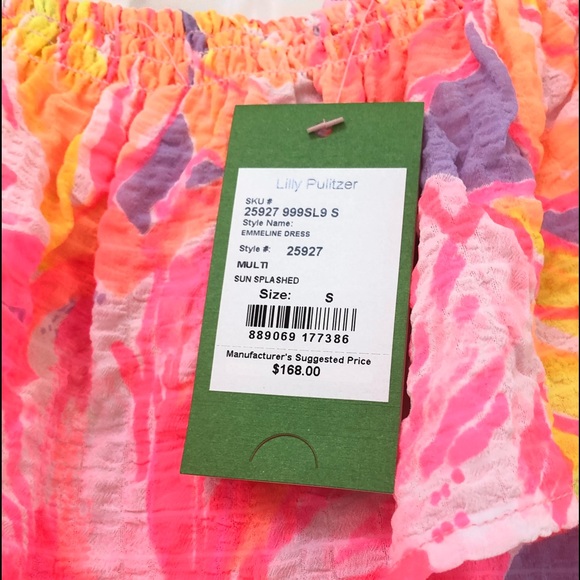 Lilly Pulitzer
SKU #
25927 999SL9 S
Style Name:
EMMELINE DRESS
Style #: 25927
MULTI
SUN SPLASHED
Size: S
889069 177386
Manufacturer's Suggested Price
$168.00